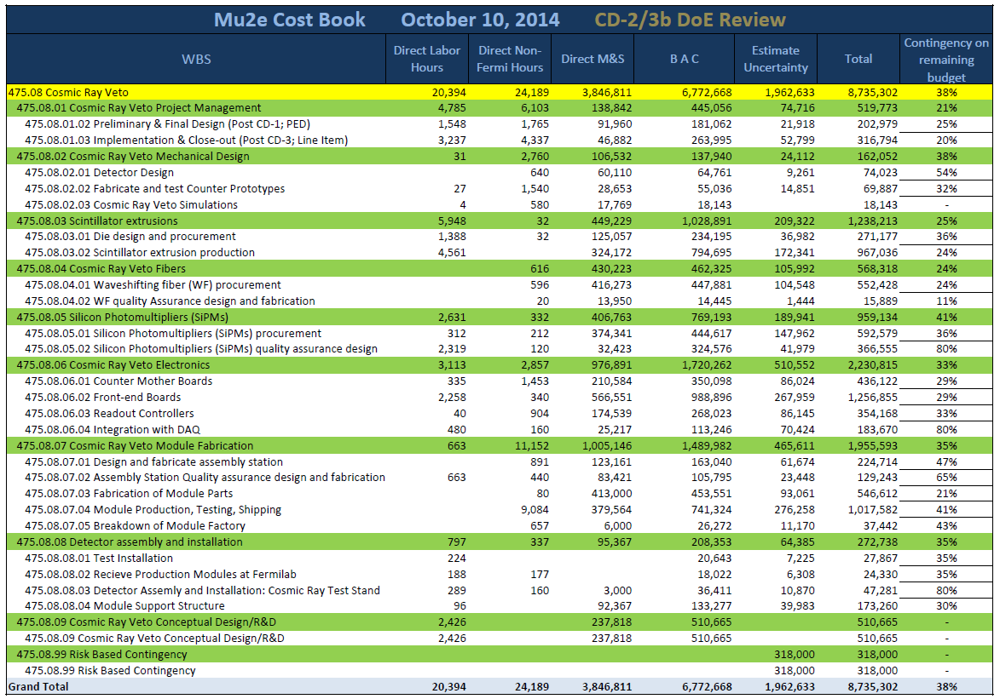 Mu2e Cost Book October 10, 2014 CD-2/3b DoE Review
WBS Direct Labor Hours Direct Non-Fermi Hours Direct M&S B A C Estimate Uncertainty Total Contingency on remaining budget
475.08 Cosmic Ray Veto 20,394 24,189 3,846,811 6,772,668 1,962,633 8,735,302 38%
475.08.01 Cosmic Ray Veto Project Management 4,785 6,103 138,842 445,056 74,716 519,773 21%
475.08.01.02 Preliminary & Final Design (Post CD-1; PED) 1,548 1,765 91,960 181,062 21,918 202,979 25%
475.08.01.03 Implementation & Close-out (Post CD-3; Line Item) 3,237 4,337 46,882 263,995 52,799 316,794 20%
475.08.02 Cosmic Ray Veto Mechanical Design 31 2,760 106,532 137,940 24,112 162,052 38%
475.08.02.01 Detector Design 640 60,110 64,761 9,261 74,023 54%
475.08.02.02 Fabricate and test Counter Prototypes 27 1,540 28,653 55,036 14,851 69,887 32%
475.08.02.03 Cosmic Ray Veto Simulations 4 580 17,769 18,143 18,143 -
475.08.03 Scintillator extrusions 5,948 32 449,229 1,028,891 209,322 1,238,213 25%
475.08.03.01 Die design and procurement 1,388 32 125,057 234,195 36,982 271,177 36%
475.08.03.02 Scintillator extrusion production 4,561 324,172 794,695 172,341 967,036 24%
475.08.04 Cosmic Ray Veto Fibers 616 430,223 462,325 105,992 568,318 24%
475.08.04.01 Waveshifting fiber (WF) procurement 596 416,273 447,881 104,548 552,428 24%
475.08.04.02 WF quality Assurance design and fabrication 20 13,950 14,445 1,444 15,889 11%
475.08.05 Silicon Photomultipliers (SiPMs) 2,631 332 406,763 769,193 189,941 959,134 41%
475.08.05.01 Silicon Photomultipliers (SiPMs) procurement 312 212 374,341 444,617 147,962 592,579 36%
475.08.05.02 Silicon Photomultipliers (SiPMs) quality assurance design 2,319 120 32,423 324,576 41,979 366,555 80%
475.08.06 Cosmic Ray Veto Electronics 3,113 2,857 976,891 1,720,262 510,552 2,230,815 33%
475.08.06.01 Counter Mother Boards 335 1,453 210,584 350,098 86,024 436,122 29%
475.08.06.02 Front-end Boards 2,258 340 566,551 988,896 267,959 1,256,855 29%
475.08.06.03 Readout Controllers 40 904 174,539 268,023 86,145 354,168 33%
475.08.06.04 Integration with DAQ 480 160 25,217 113,246 70,424 183,670 80%
475.08.07 Cosmic Ray Veto Module Fabrication 663 11,152 1,005,146 1,489,982 465,611 1,955,593 35%
475.08.07.01 Design and fabricate assembly station 891 123,161 163,040 61,674 224,714 47%
475.08.07.02 Assembly Station Quality assurance design and fabrication 663 440 83,421 105,795 23,448 129,243 65%
475.08.07.03 Fabrication of Module Parts 80 413,000 453,551 93,061 546,612 21%
475.08.07.04 Module Production, Testing, Shipping 9,084 379,564 741,324 276,258 1,017,582 41%
475.08.07.05 Breakdown of Module Factory 657 6,000 26,272 11,170 37,442 43%
475.08.08 Detector assembly and installation 797 337 95,367 208,353 64,385 272,738 35%
475.08.08.01 Test Installation 224 20,643 7,225 27,867 35%
475.08.08.02 Recieve Production Modules at Fermilab 188 177 18,022 6,308 24,330 35%
475.08.08.03 Detector Assemly and Installation: Cosmic Ray Test Stand 289 160 3,000 36,411 10,870 47,281 80%
475.08.08.04 Module Support Structure 96 92,367 133,277 39,983 173,260 30%
475.08.09 Cosmic Ray Veto Conceptual Design/R&D 2,426 237,818 510,665 510,665 -
475.08.09 Cosmic Ray Veto Conceptual Design/R&D 2,426 237,818 510,665 510,665 -
475.08.99 Risk Based Contingency 318,000 318,000 -
475.08.99 Risk Based Contingency 318,000 318,000 -
Grand Total 20,394 24,189 3,846,811 6,772,668 1,962,633 8,735,302 38%